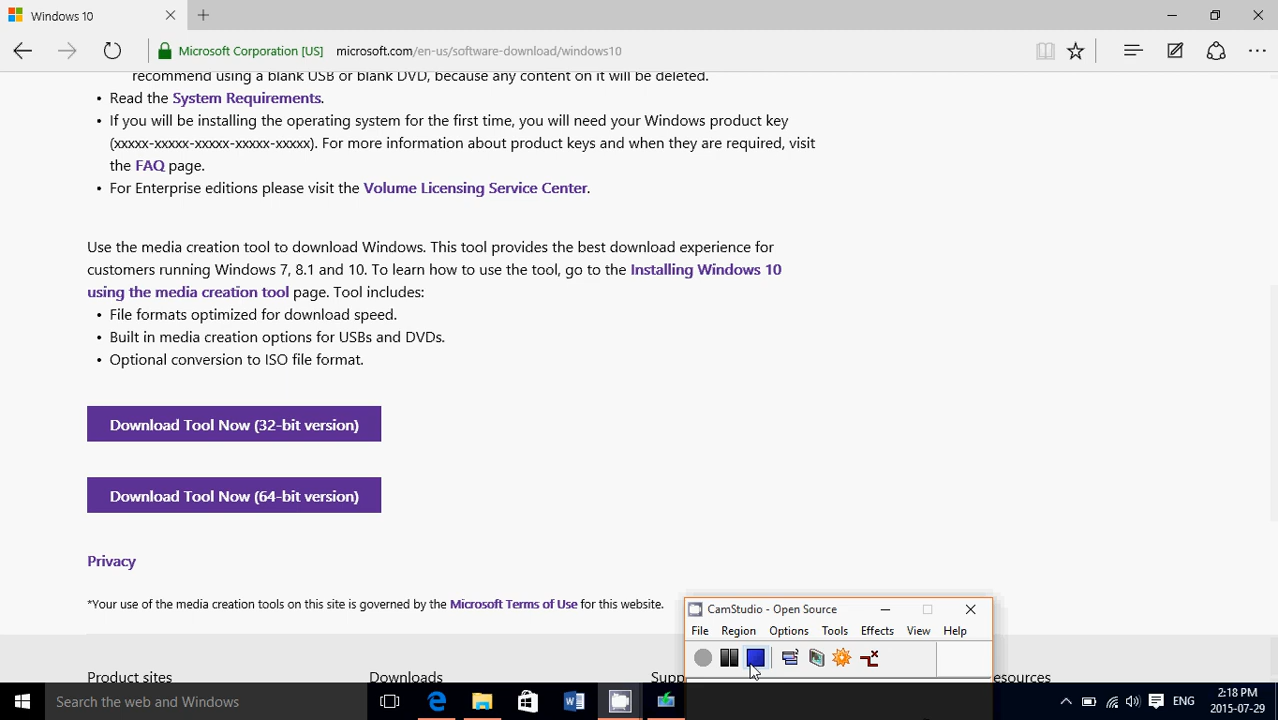 Windows 10
Microsoft Corporation [US] microsoft.com/en-us/software-download/windows10
recommend using a blank USB or blank DVD, because any content on it will be deleted.
• Read the System Requirements.
• If you will be installing the operating system for the first time, you will need your Windows product key
(xxxxx-xxxxx-xxxxx-xxxxx-xxxxx). For more information about product keys and when they are required, visit
the FAQ page.
• For Enterprise editions please visit the Volume Licensing Service Center.
Use the media creation tool to download Windows. This tool provides the best download experience for
customers running Windows 7, 8.1 and 10. To learn how to use the tool, go to the Installing Windows 10
using the media creation tool page. Tool includes:
• File formats optimized for download speed.
• Built in media creation options for USBs and DVDs.
• Optional conversion to ISO file format.
Download Tool Now (32-bit version)
Download Tool Now (64-bit version)
Privacy
*Your use of the media creation tools on this site is governed by the Microsoft Terms of Use for this website.
CamStudio - Open Source
File Region Options Tools Effects View Help
Product sites Downloads
Search the web and Windows
ENG
2:18 PM
2015-07-29